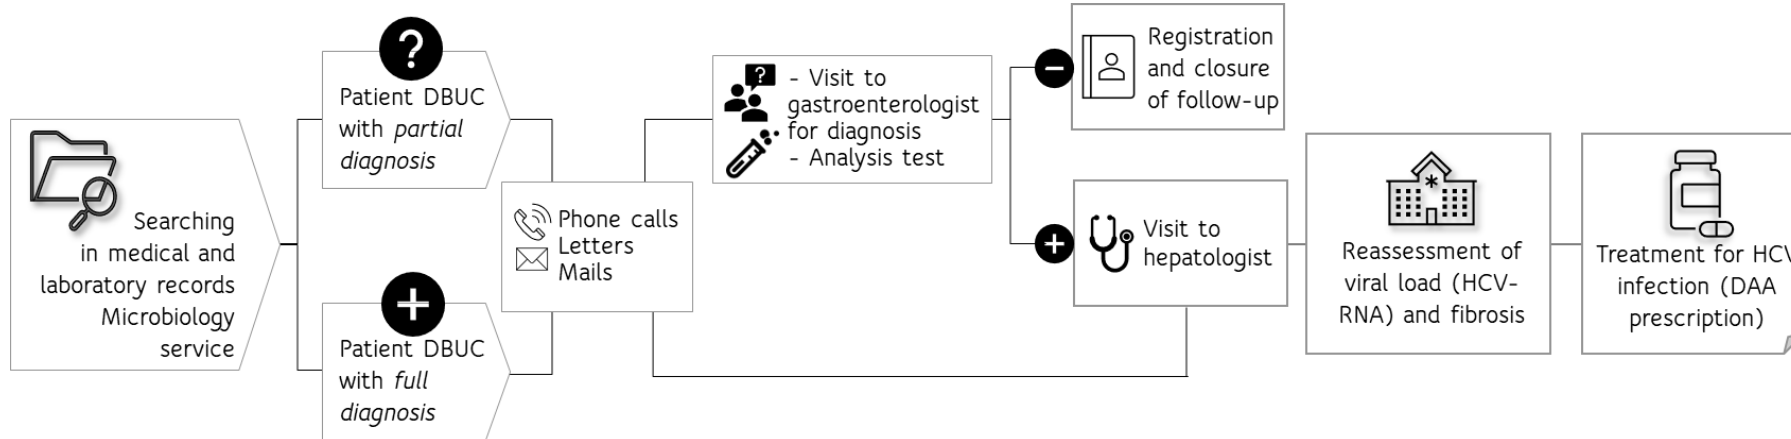 Searching
in medical and
laboratory records
Microbiology
service
?
Patient DBUC
with partial
diagnosis
+
Patient DBUC
with full
diagnosis
Phone calls
Letters
Mails
?
- Visit to
gastroenterologist
for diagnosis
- Analysis test
−
Registration
and closure
of follow-up
+
Visit to
hepatologist
Reassessment of
viral load (HCV-
RNA) and fibrosis
Treatment for HCV
infection (DAA
prescription)